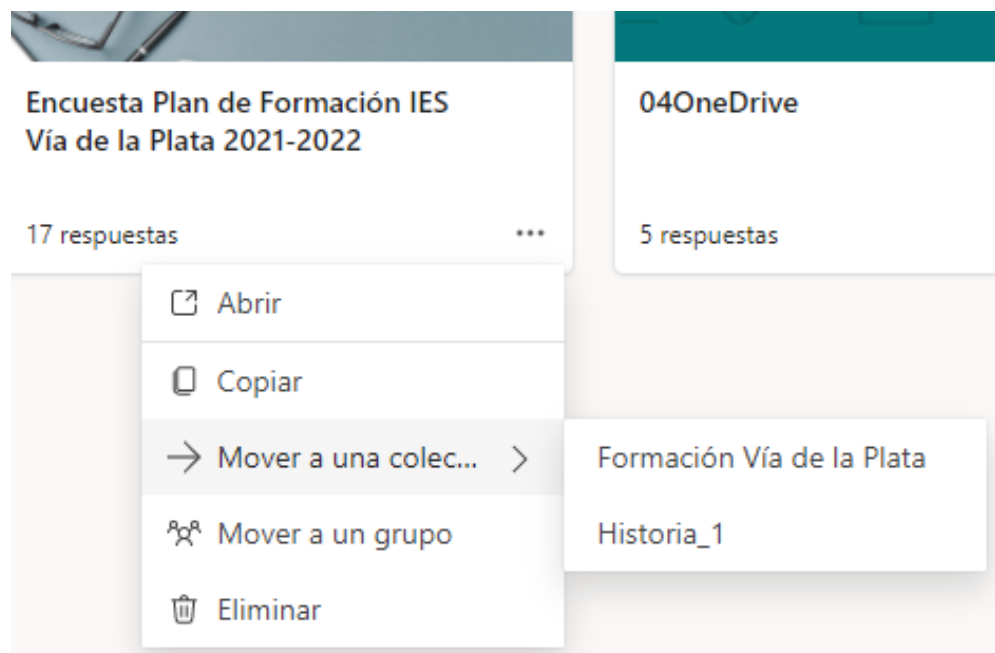 Encuesta Plan de Formación IES
Vía de la Plata 2021-2022
17 respuestas
04OneDrive
5 respuestas
Abrir
Copiar
Mover a una colec...
Mover a un grupo
Eliminar
Formación Vía de la Plata
Historia_1